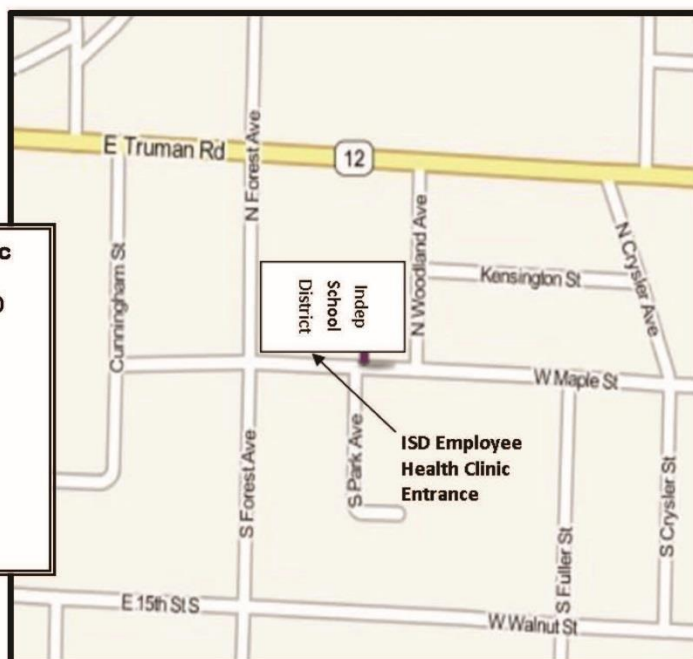 E Truman Rd
12
N Forest Ave
Cunningham St
N Woodland Ave
Kensington St
N Crysler Ave
Indep
School
District
W Maple St
ISD Employee
Health Clinic
Entrance
S Forest Ave
S Park Ave
S Fuller St
S Crysler St
E 15th St S
W Walnut St